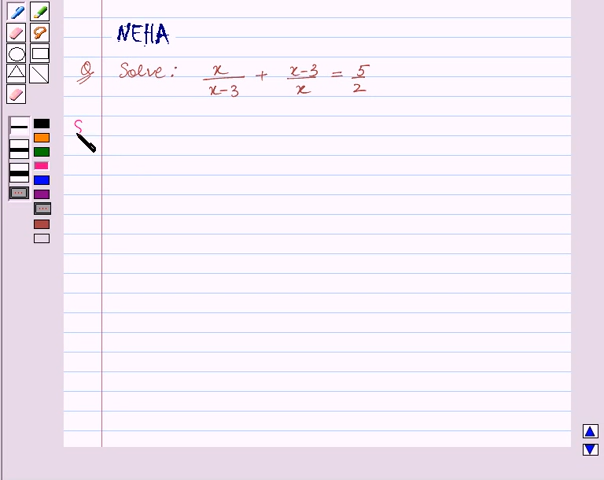 NEHA
Q Solve: x/(x-3) + (x-3)/x = 5/2
S